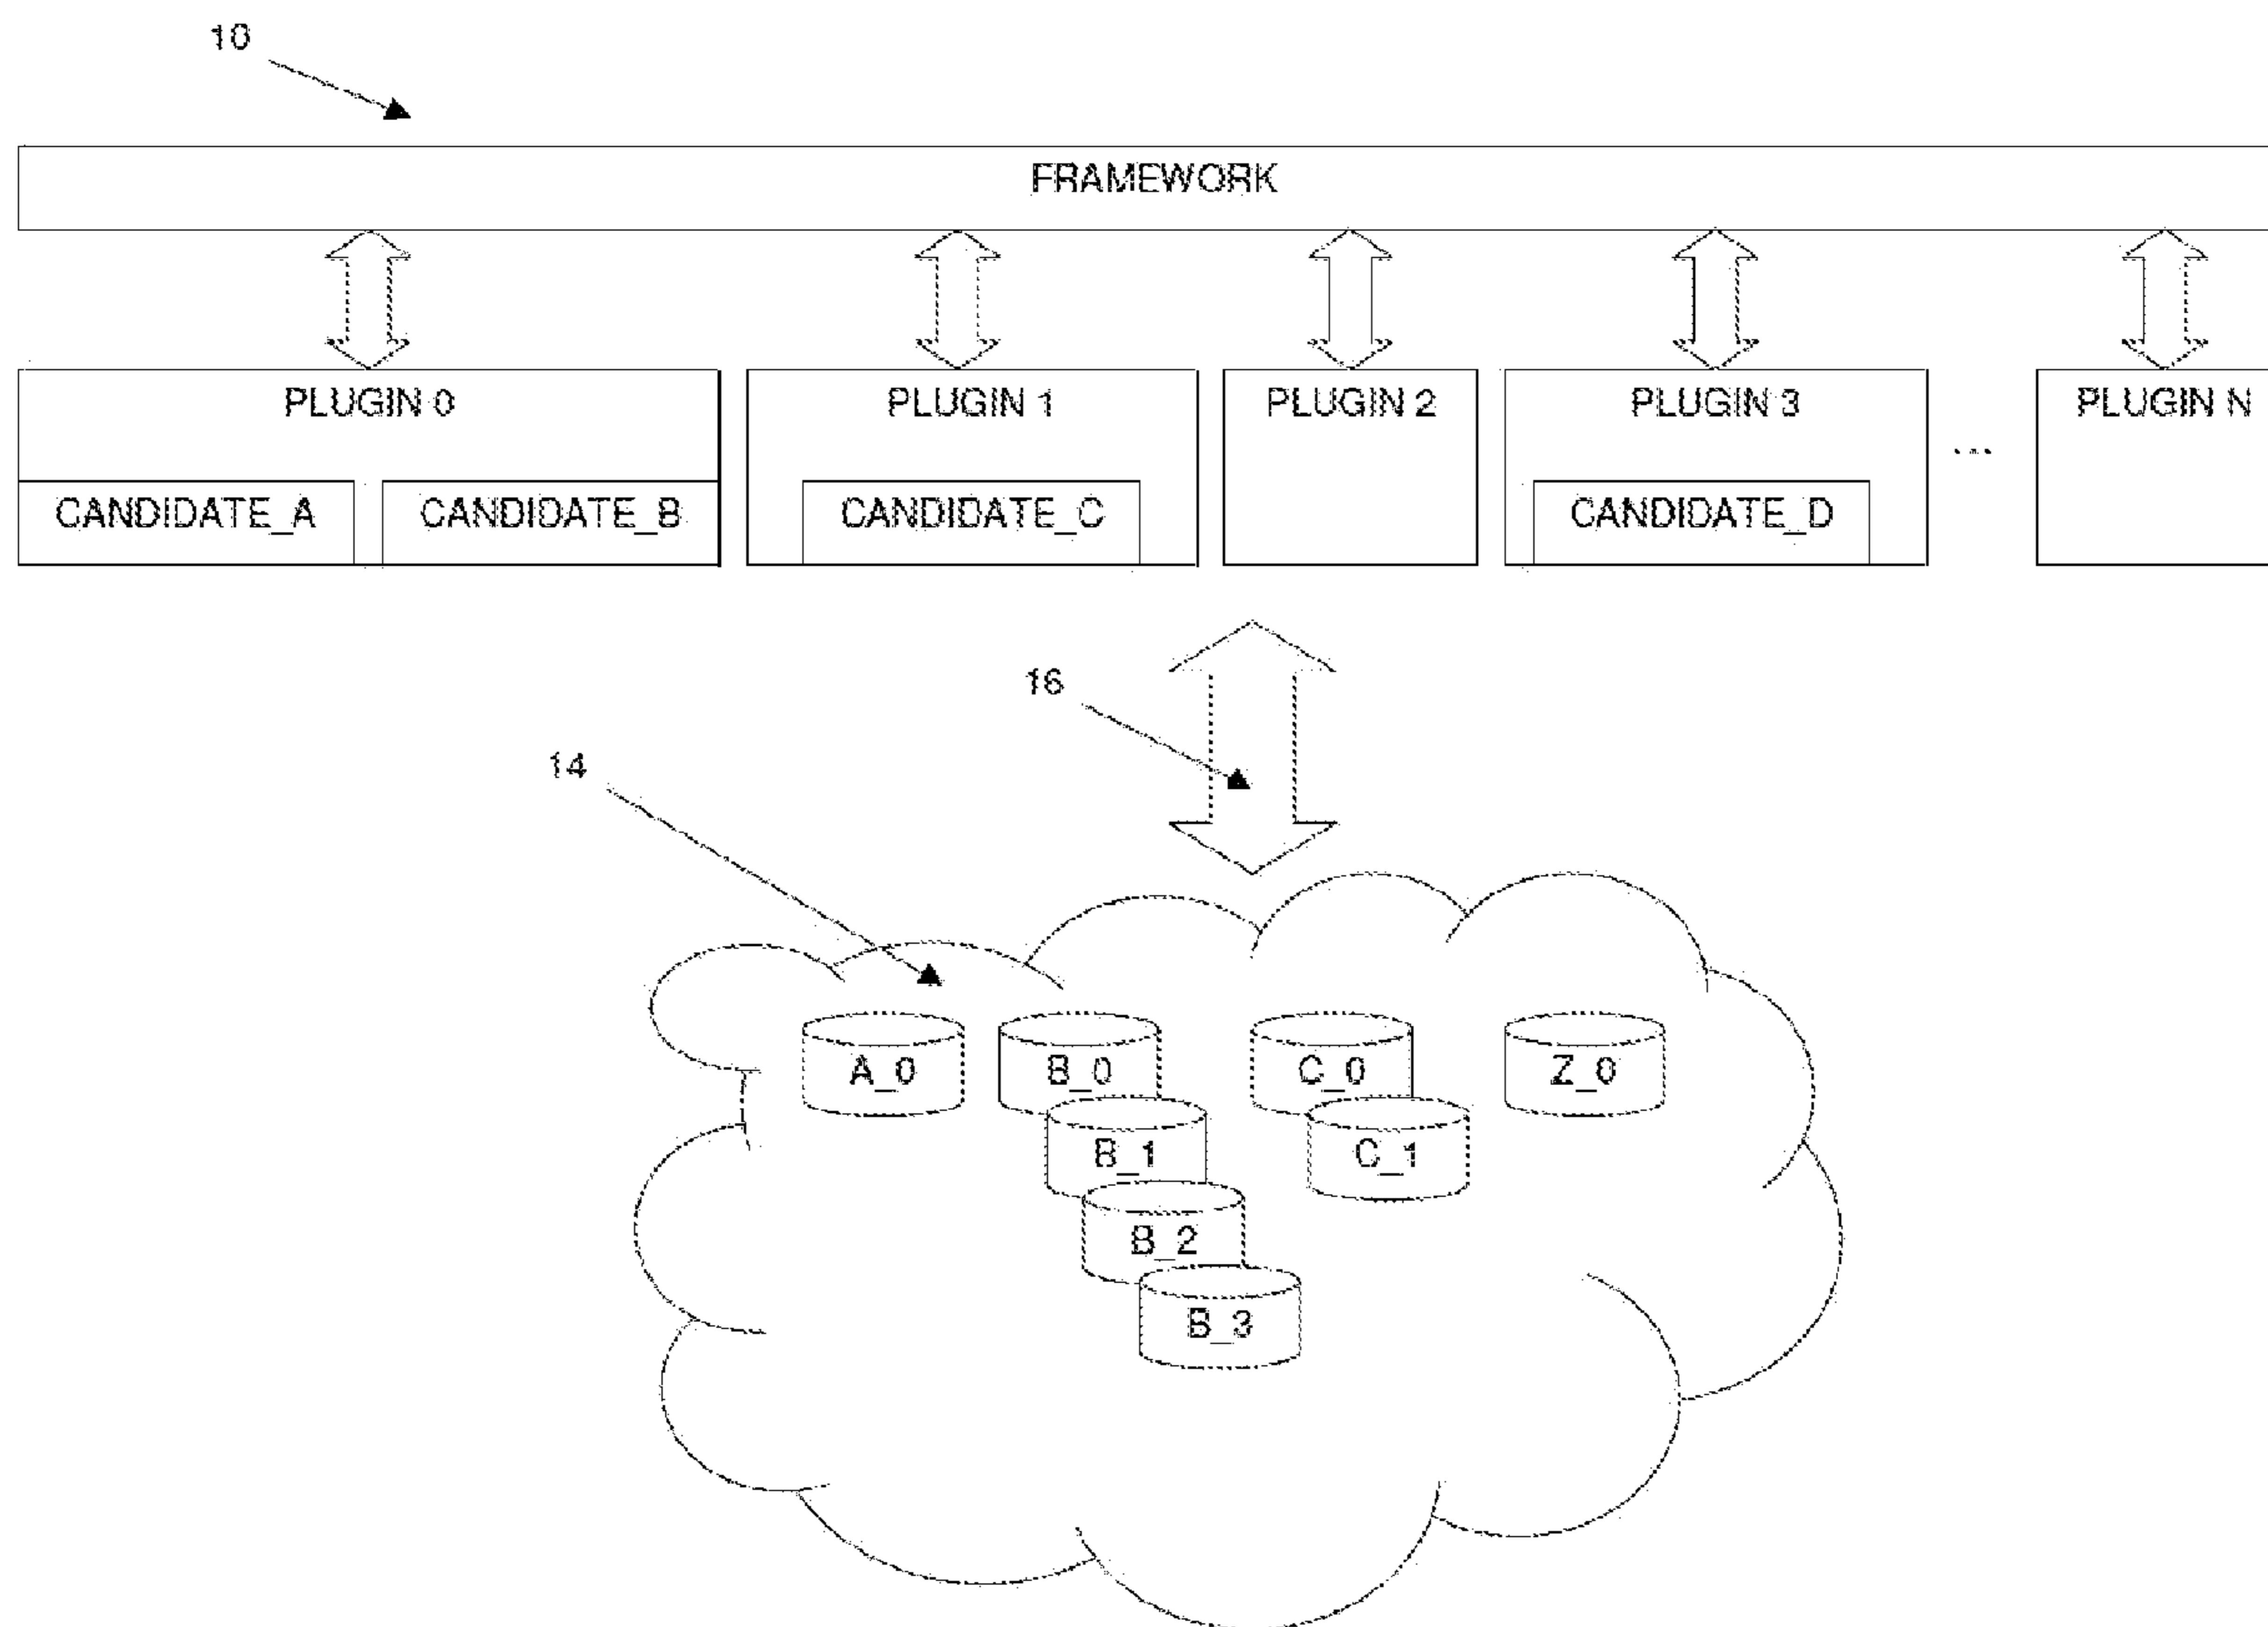 10
FRAMEWORK
PLUGIN 0
PLUGIN 1
PLUGIN 2
PLUGIN 3
...
PLUGIN N
CANDIDATE_A
CANDIDATE_B
CANDIDATE_C
CANDIDATE_D
16
14
A_0
B_0
C_0
Z_0
B_1
C_1
B_2
B_3